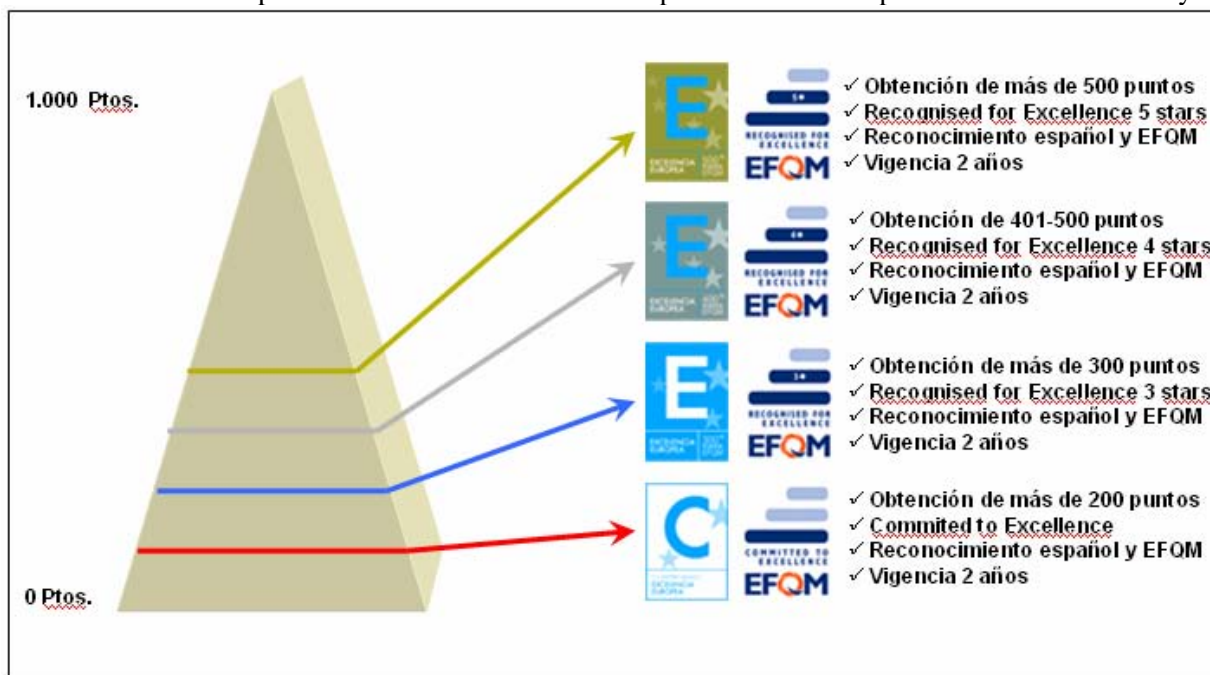 1.000 Ptos.
E
RECOGNISED FOR
EXCELLENCE
EFQM
EXCELENCIA
EUROPEA
✓ Obtención de más de 500 puntos
✓ Recognised for Excellence 5 stars
✓ Reconocimiento español y EFQM
✓ Vigencia 2 años
E
RECOGNISED FOR
EXCELLENCE
EFQM
EXCELENCIA
EUROPEA
✓ Obtención de 401-500 puntos
✓ Recognised for Excellence 4 stars
✓ Reconocimiento español y EFQM
✓ Vigencia 2 años
E
RECOGNISED FOR
EXCELLENCE
EFQM
EXCELENCIA
EUROPEA
✓ Obtención de más de 300 puntos
✓ Recognised for Excellence 3 stars
✓ Reconocimiento español y EFQM
✓ Vigencia 2 años
C
COMMITTED TO
EXCELLENCE
EFQM
EXCELENCIA
EUROPEA
✓ Obtención de más de 200 puntos
✓ Commited to Excellence
✓ Reconocimiento español y EFQM
✓ Vigencia 2 años
0 Ptos.